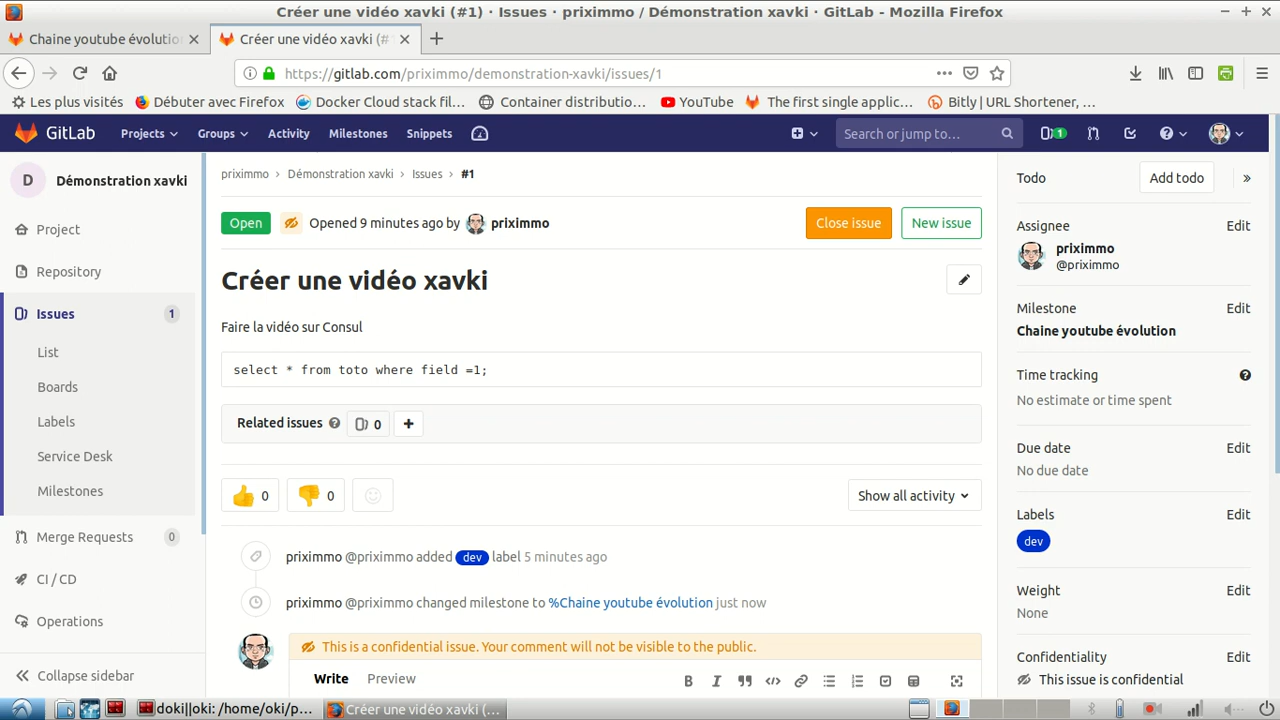 Créer une vidéo xavki (#1) · Issues · priximmo / Démonstration xavki · GitLab - Mozilla Firefox
Chaine youtube évolutio
Créer une vidéo xavki (#
https://gitlab.com/priximmo/demonstration-xavki/issues/1
Les plus visités
Débuter avec Firefox
Docker Cloud stack fil…
Container distributio…
YouTube
The first single applic…
Bitly | URL Shortener, …
GitLab
Projects
Groups
Activity
Milestones
Snippets
Search or jump to…
1
D
Démonstration xavki
Project
Repository
Issues 1
List
Boards
Labels
Service Desk
Milestones
Merge Requests 0
CI / CD
Operations
Collapse sidebar
priximmo › Démonstration xavki › Issues › #1
Open Opened 9 minutes ago by priximmo
Close issue
New issue
Créer une vidéo xavki
Faire la vidéo sur Consul
select * from toto where field =1;
Related issues ? 0 +
0
0
Show all activity
priximmo @priximmo added dev label 5 minutes ago
priximmo @priximmo changed milestone to %Chaine youtube évolution just now
This is a confidential issue. Your comment will not be visible to the public.
Write
Preview
B I
Todo
Add todo
»
Assignee Edit
priximmo
@priximmo
Milestone Edit
Chaine youtube évolution
Time tracking ?
No estimate or time spent
Due date Edit
No due date
Labels Edit
dev
Weight Edit
None
Confidentiality Edit
This issue is confidential
doki||oki: /home/oki/p…
Créer une vidéo xavki (…